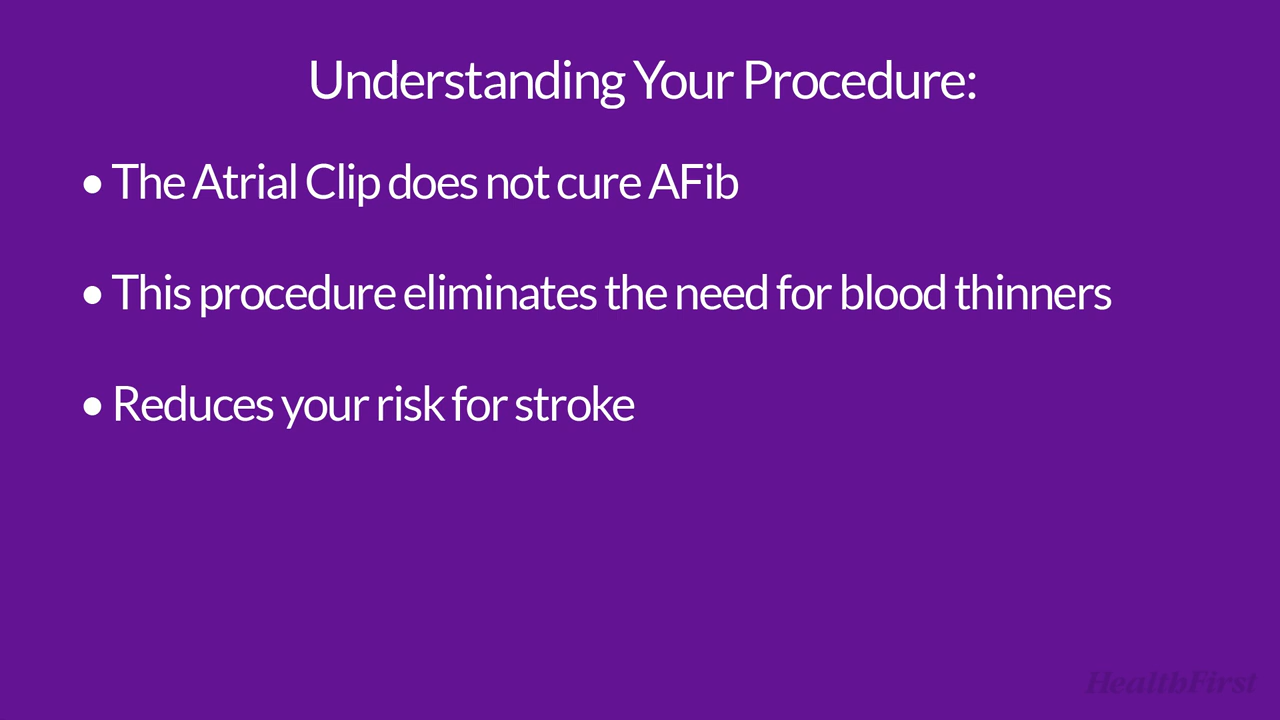 Understanding Your Procedure:
• The Atrial Clip does not cure AFib
• This procedure eliminates the need for blood thinners
• Reduces your risk for stroke
HealthFirst